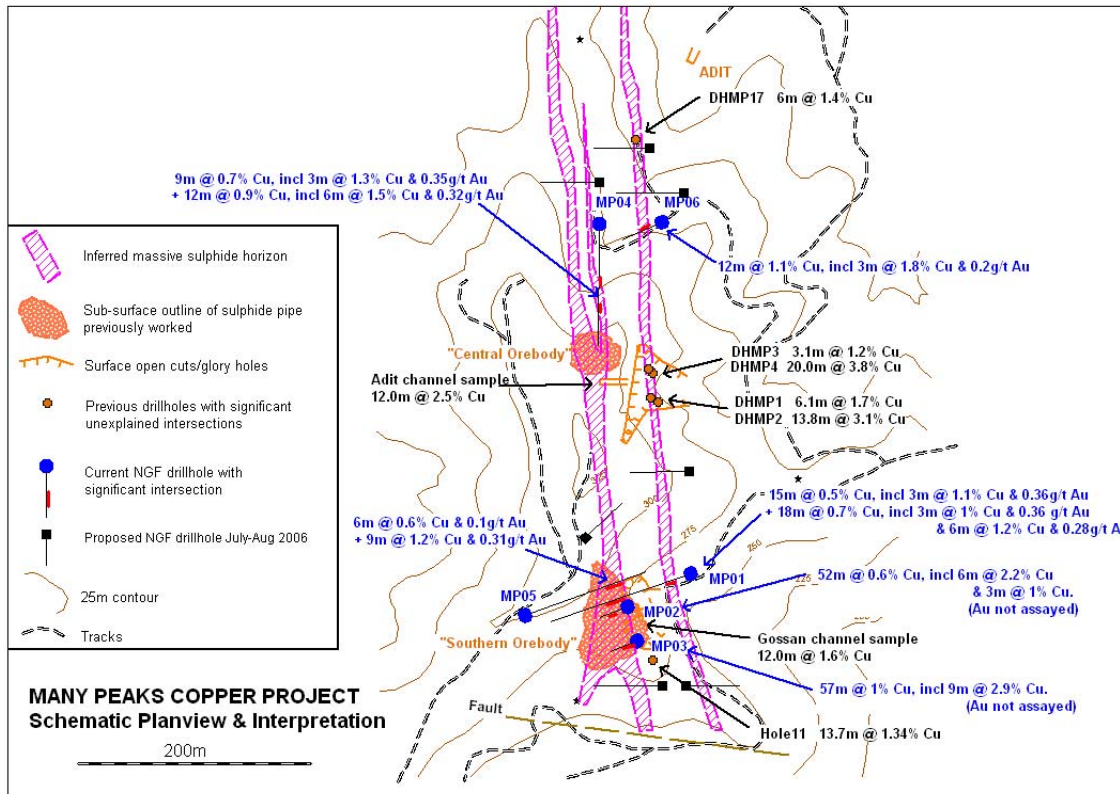 ADIT
DHMP17 6m @ 1.4% Cu
9m @ 0.7% Cu, incl 3m @ 1.3% Cu & 0.35g/t Au
+ 12m @ 0.9% Cu, incl 6m @ 1.5% Cu & 0.32g/t Au
MP04
MP06
12m @ 1.1% Cu, incl 3m @ 1.8% Cu & 0.2g/t Au
Inferred massive sulphide horizon
Sub-surface outline of sulphide pipe
previously worked
Surface open cuts/glory holes
Previous drillholes with significant
unexplained intersections
Current NGF drillhole with
significant intersection
Proposed NGF drillhole July-Aug 2006
25m contour
Tracks
"Central Orebody"
Adit channel sample
12.0m @ 2.5% Cu
DHMP3 3.1m @ 1.2% Cu
DHMP4 20.0m @ 3.8% Cu
DHMP1 6.1m @ 1.7% Cu
DHMP2 13.8m @ 3.1% Cu
300
275
250
225
15m @ 0.5% Cu, incl 3m @ 1.1% Cu & 0.36g/t Au
+ 18m @ 0.7% Cu, incl 3m @ 1% Cu & 0.36 g/t Au
& 6m @ 1.2% Cu & 0.28g/t Au
6m @ 0.6% Cu & 0.1g/t Au
+ 9m @ 1.2% Cu & 0.31g/t Au
MP01
MP05
MP02
MP03
52m @ 0.6% Cu, incl 6m @ 2.2% Cu
& 3m @ 1% Cu.
(Au not assayed)
"Southern Orebody"
Gossan channel sample
12.0m @ 1.6% Cu
57m @ 1% Cu, incl 9m @ 2.9% Cu.
(Au not assayed)
Fault
Hole11 13.7m @ 1.34% Cu
MANY PEAKS COPPER PROJECT
Schematic Planview & Interpretation
200m